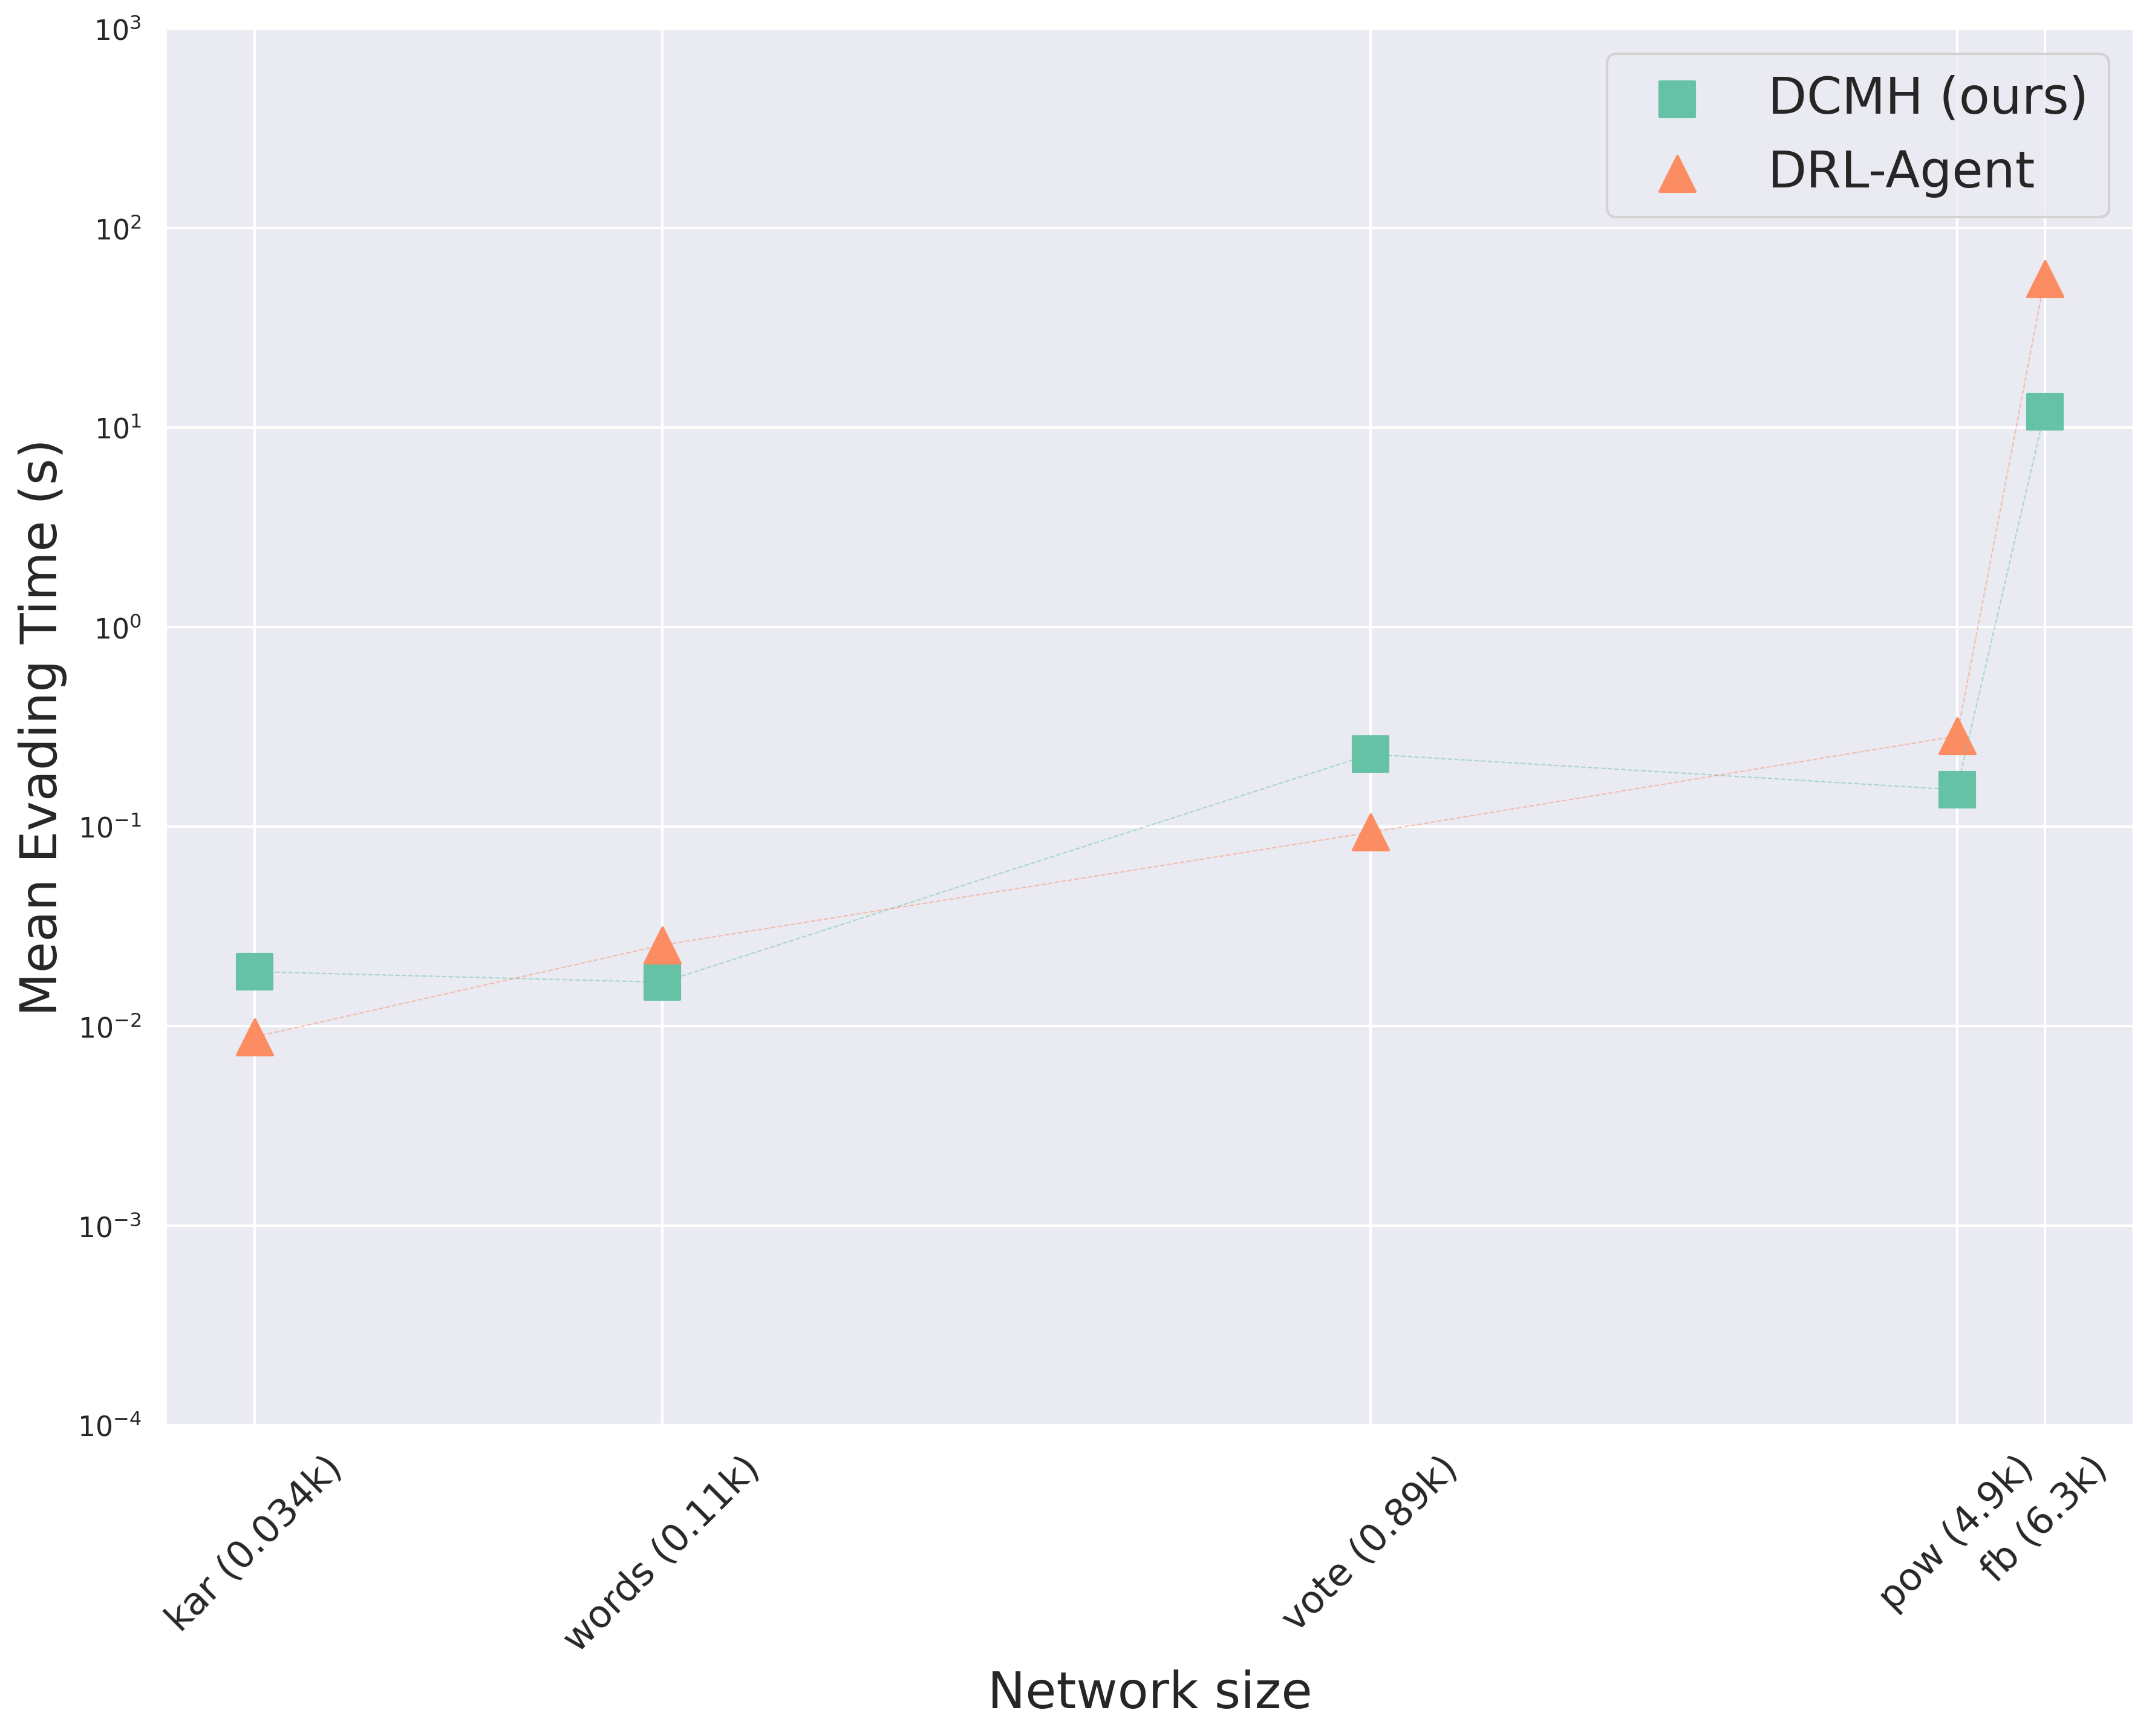 10³
10²
10¹
10⁰
10⁻¹
10⁻²
10⁻³
10⁻⁴
Mean Evading Time (s)
DCMH (ours)
DRL-Agent
kar (0.034k)
words (0.11k)
vote (0.89k)
pow (4.9k)
fb (6.3k)
Network size